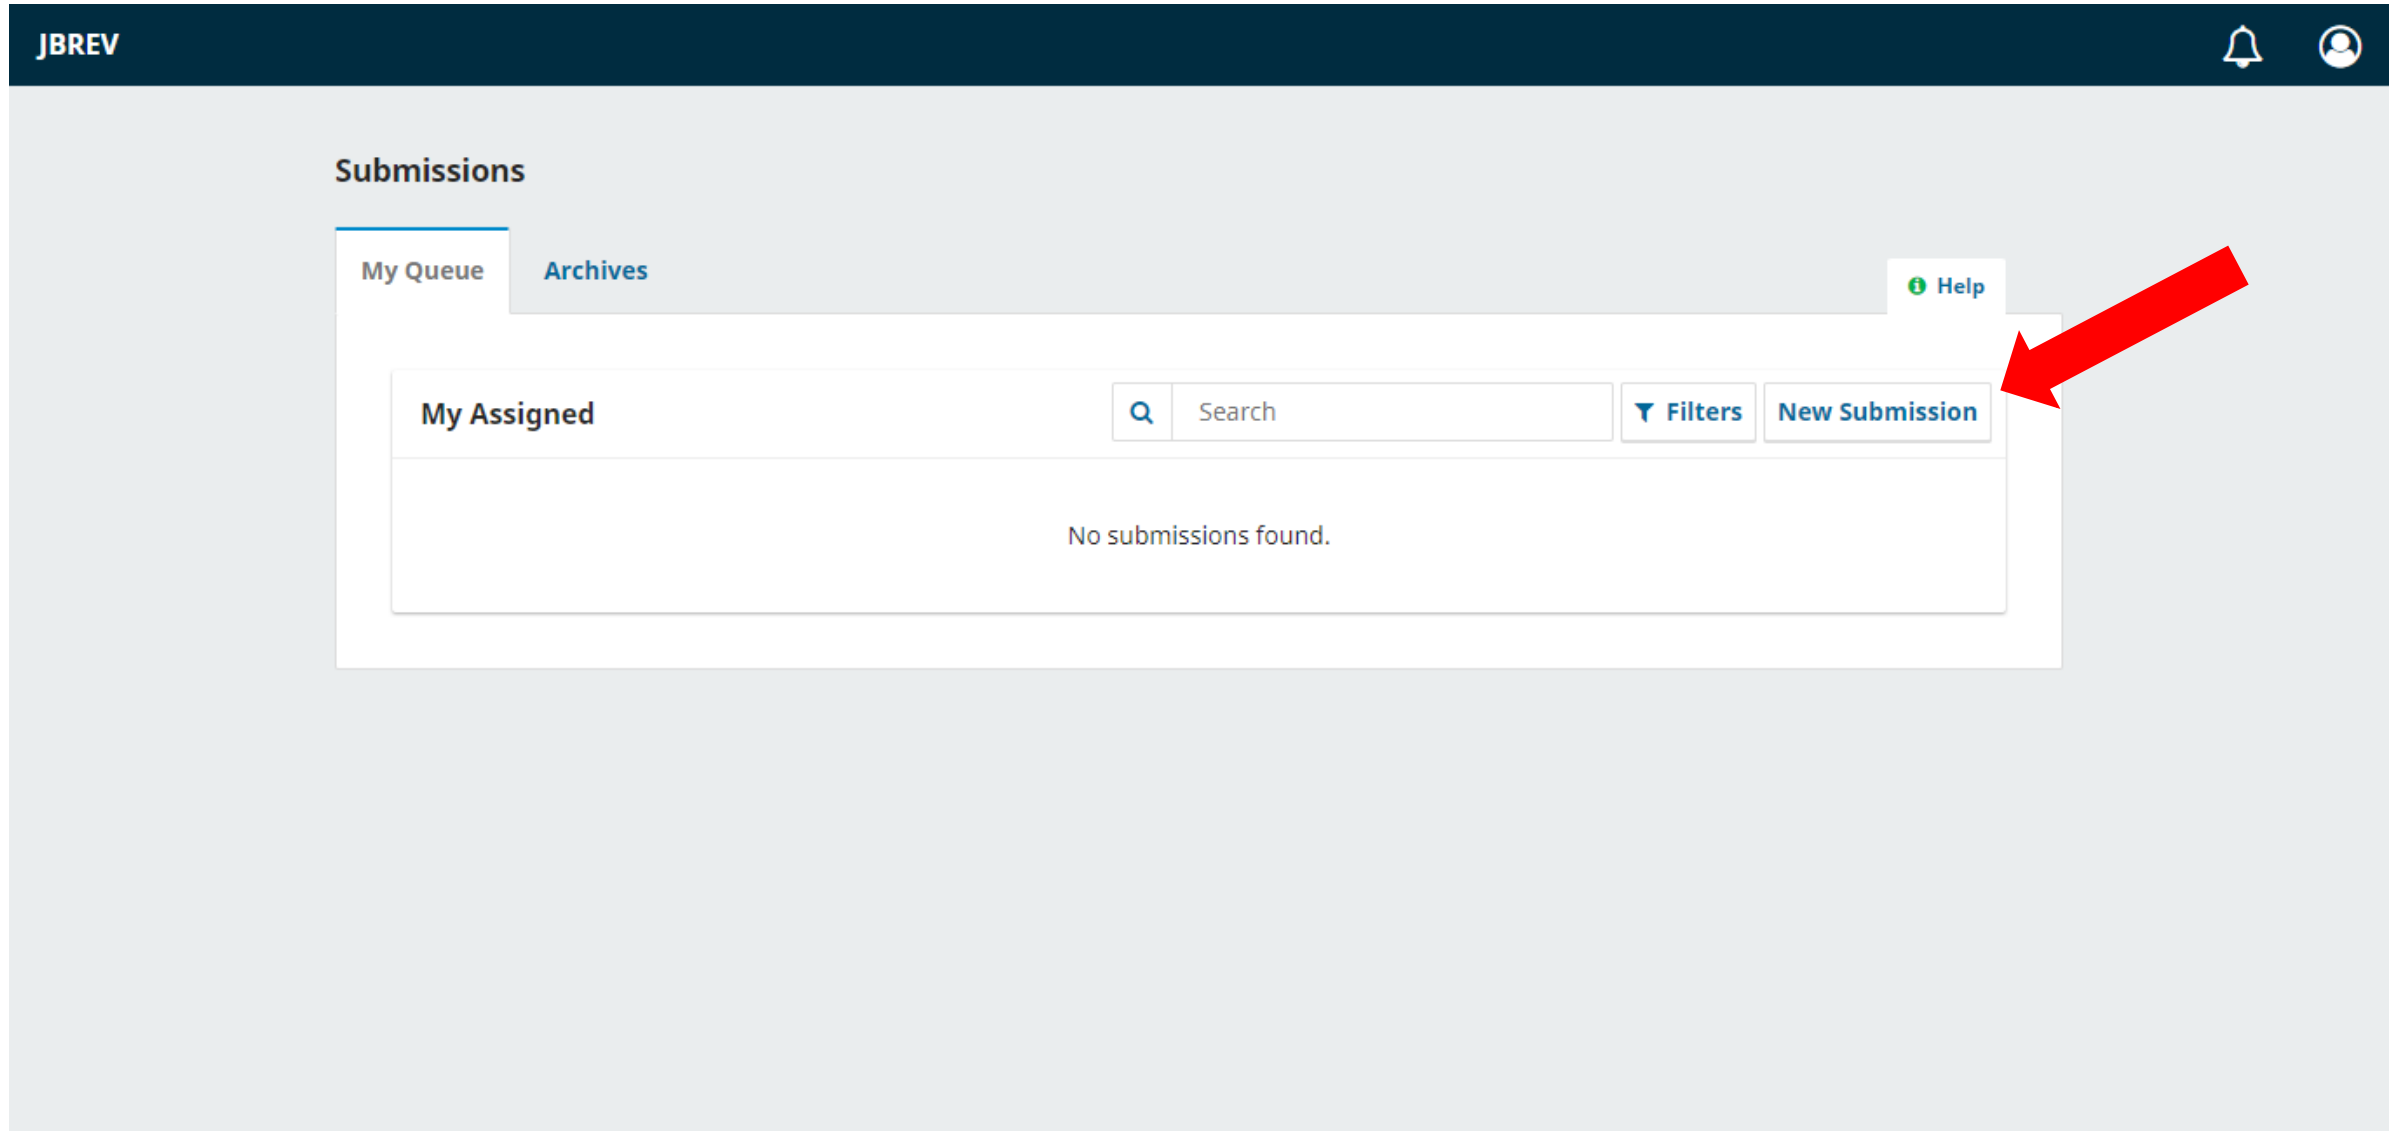 JBREV
Submissions
My Queue
Archives
Help
My Assigned
Search
Filters
New Submission
No submissions found.